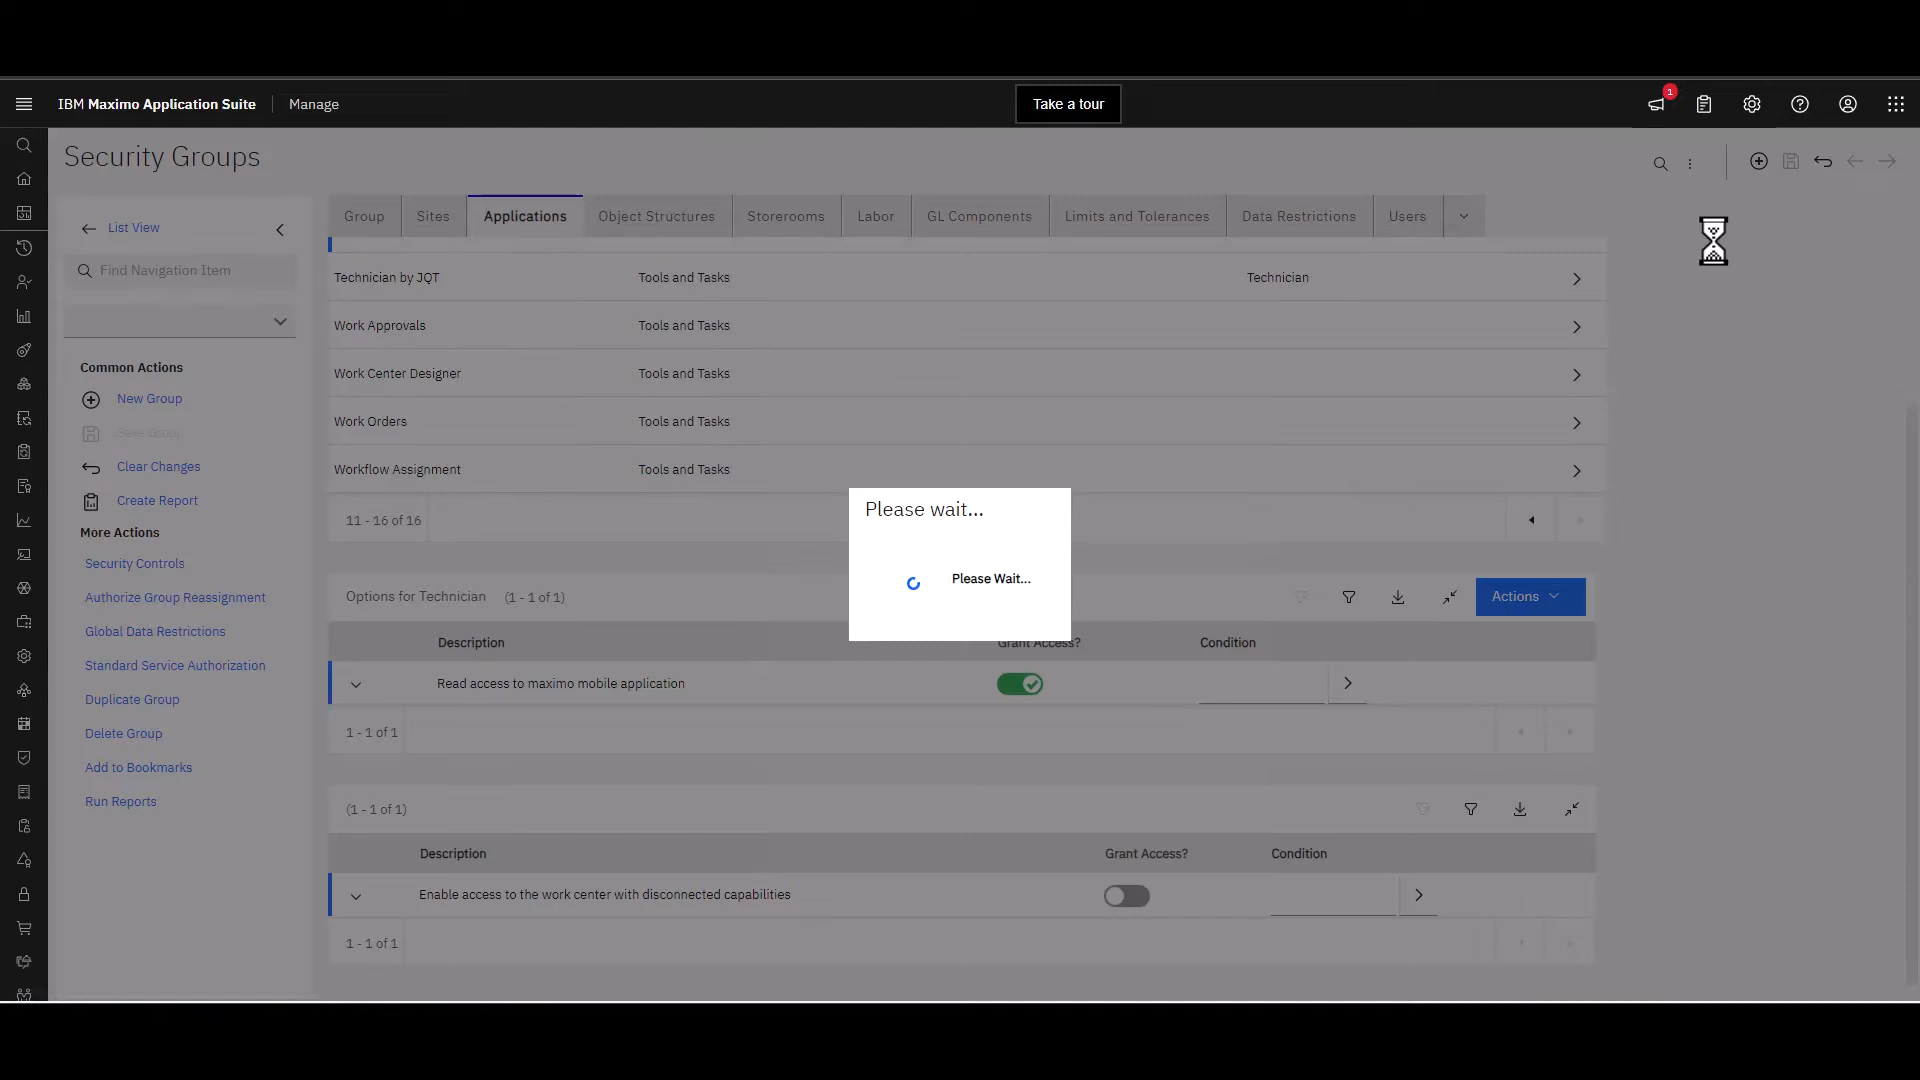 IBM Maximo Application Suite
Manage
Take a tour
1
Security Groups
List View
Find Navigation Item
Common Actions
New Group
Save Group
Clear Changes
Create Report
More Actions
Security Controls
Authorize Group Reassignment
Global Data Restrictions
Standard Service Authorization
Duplicate Group
Delete Group
Add to Bookmarks
Run Reports
Group
Sites
Applications
Object Structures
Storerooms
Labor
GL Components
Limits and Tolerances
Data Restrictions
Users
Technician by JQT Tools and Tasks Technician
Work Approvals Tools and Tasks
Work Center Designer Tools and Tasks
Work Orders Tools and Tasks
Workflow Assignment Tools and Tasks
11 - 16 of 16
Please wait...
Please Wait...
Options for Technician (1 - 1 of 1)
Actions
Description Grant Access? Condition
Read access to maximo mobile application
1 - 1 of 1
(1 - 1 of 1)
Description Grant Access? Condition
Enable access to the work center with disconnected capabilities
1 - 1 of 1